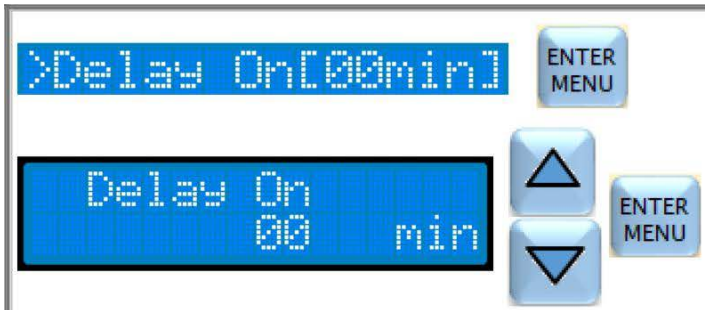 >Delay On[00min]
ENTER
MENU
Delay On
00 min
ENTER
MENU